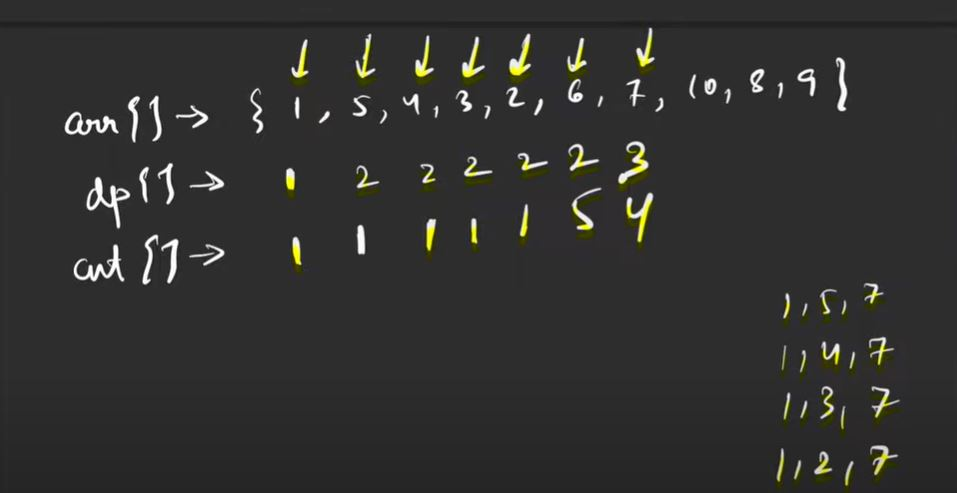 arr[] → { 1, 5, 4, 3, 2, 6, 7, 10, 8, 9 }
dp[] → 1 2 2 2 2 2 3
cnt[] → 1 1 1 1 1 5 4
1, 5, 7
1, 4, 7
1, 3, 7
1, 2, 7